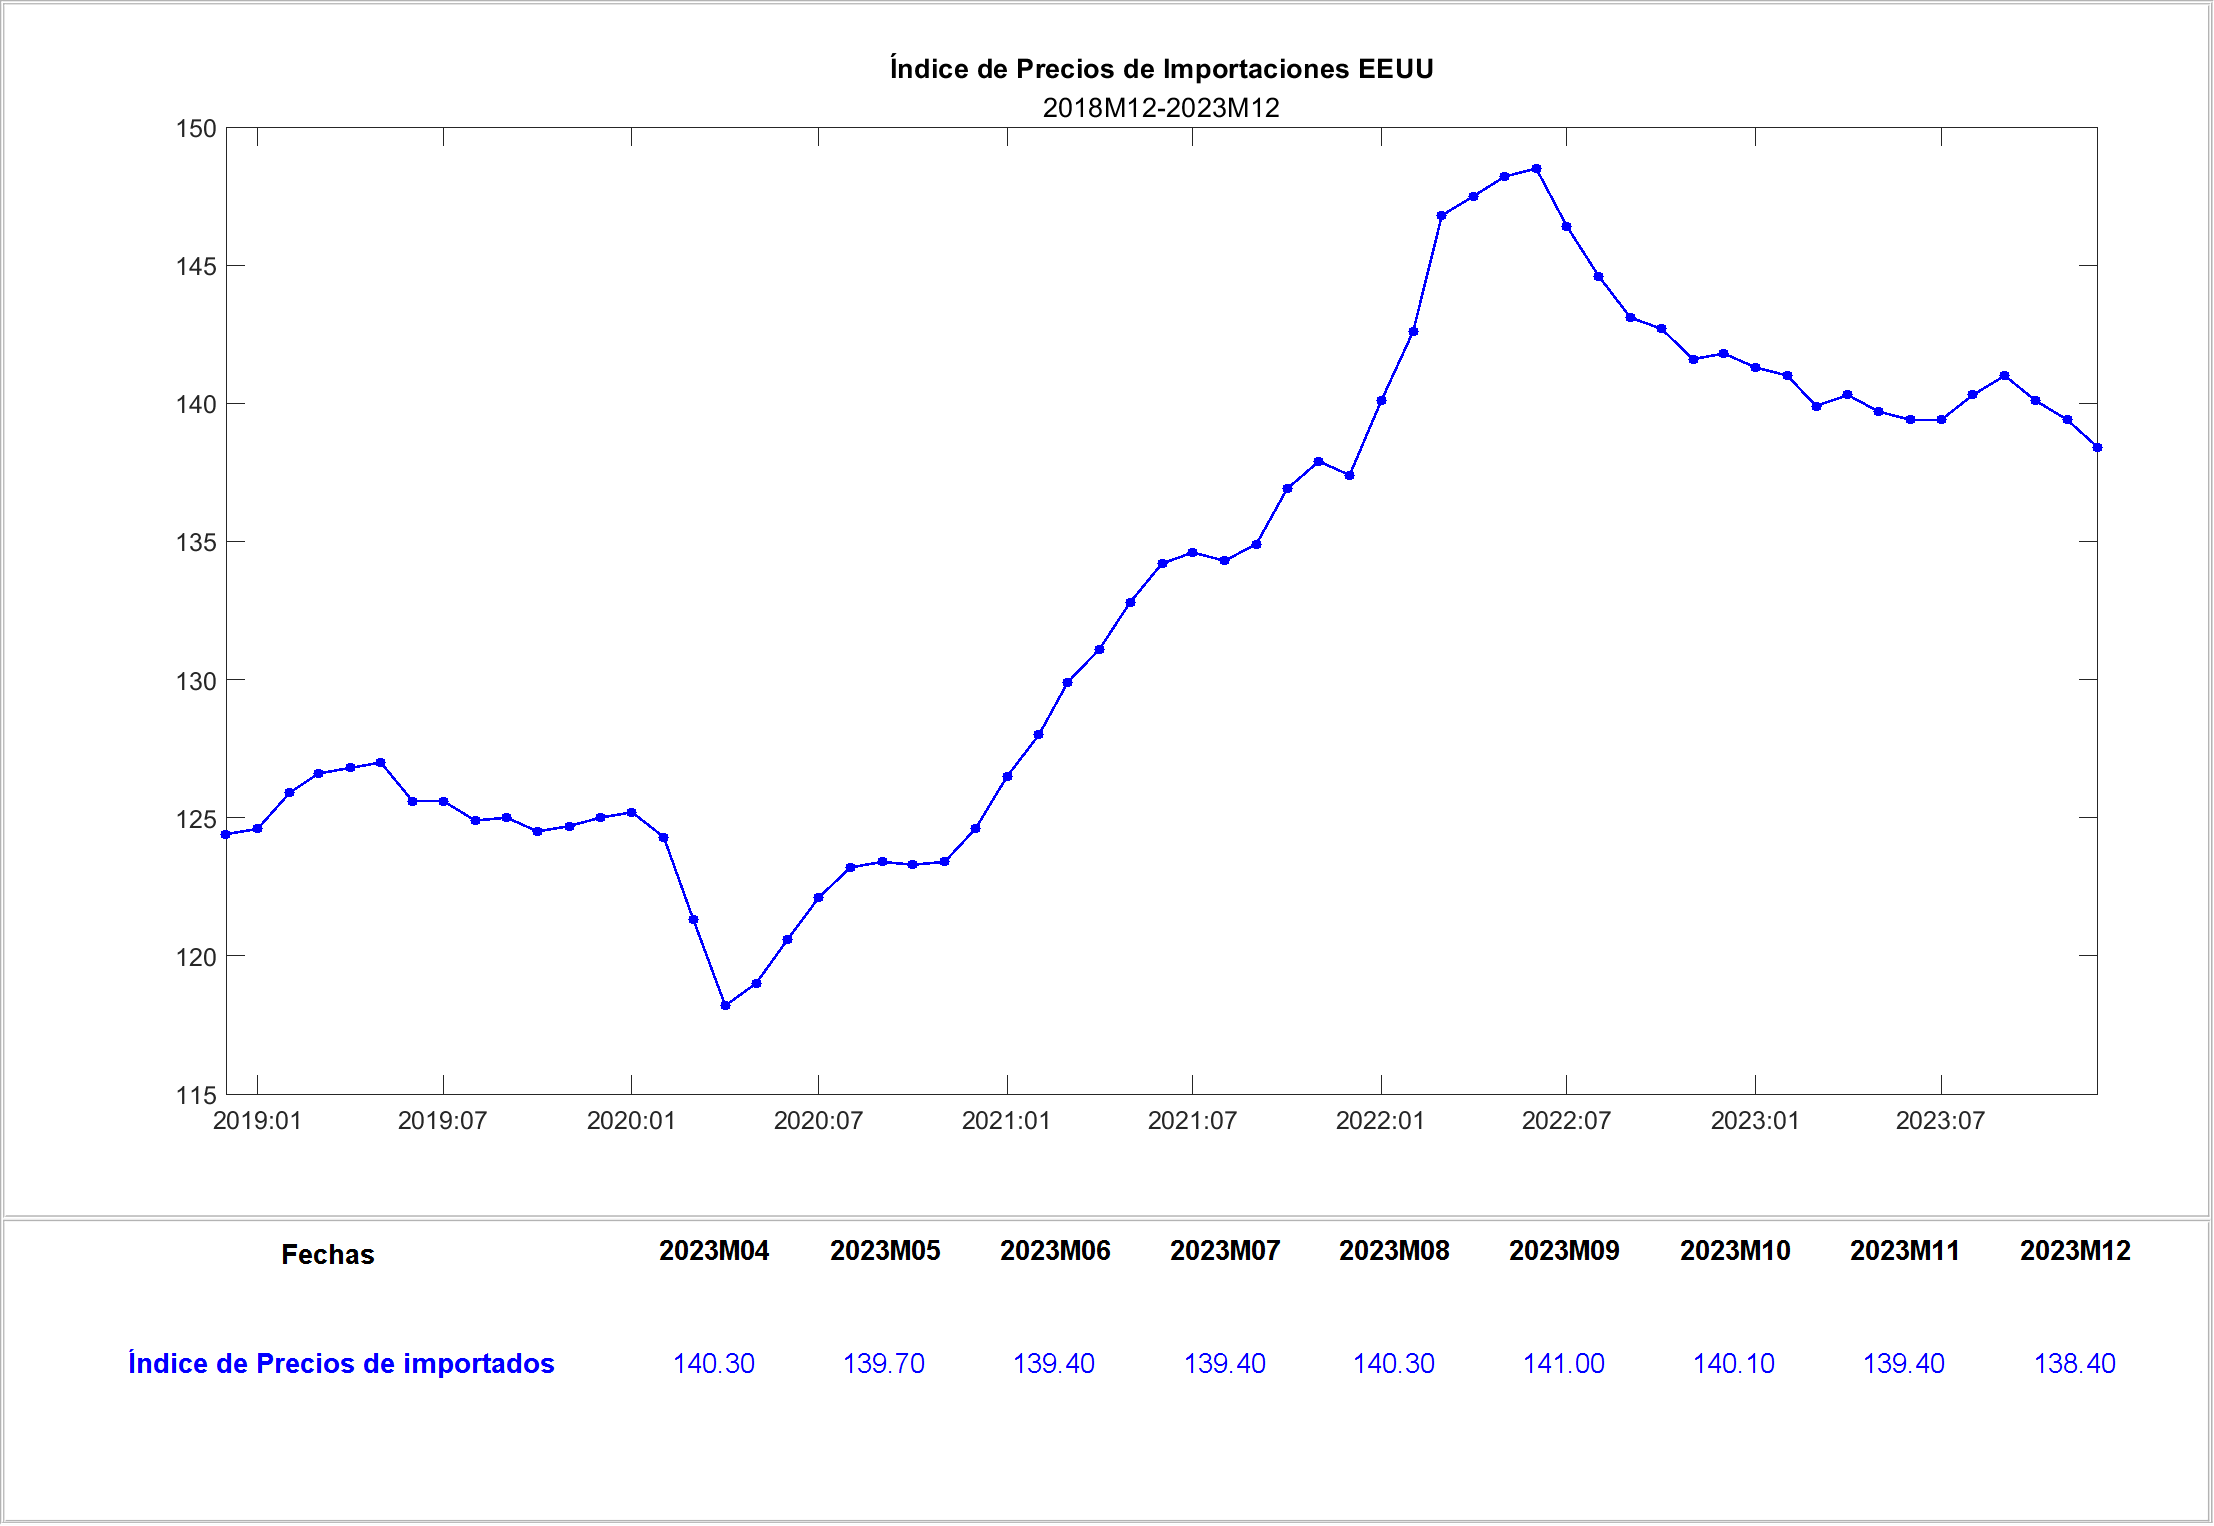 Índice de Precios de Importaciones EEUU
2018M12-2023M12
150
145
140
135
130
125
120
115
2019:01 2019:07 2020:01 2020:07 2021:01 2021:07 2022:01 2022:07 2023:01 2023:07
Fechas 2023M04 2023M05 2023M06 2023M07 2023M08 2023M09 2023M10 2023M11 2023M12
Índice de Precios de importados 140.30 139.70 139.40 139.40 140.30 141.00 140.10 139.40 138.40